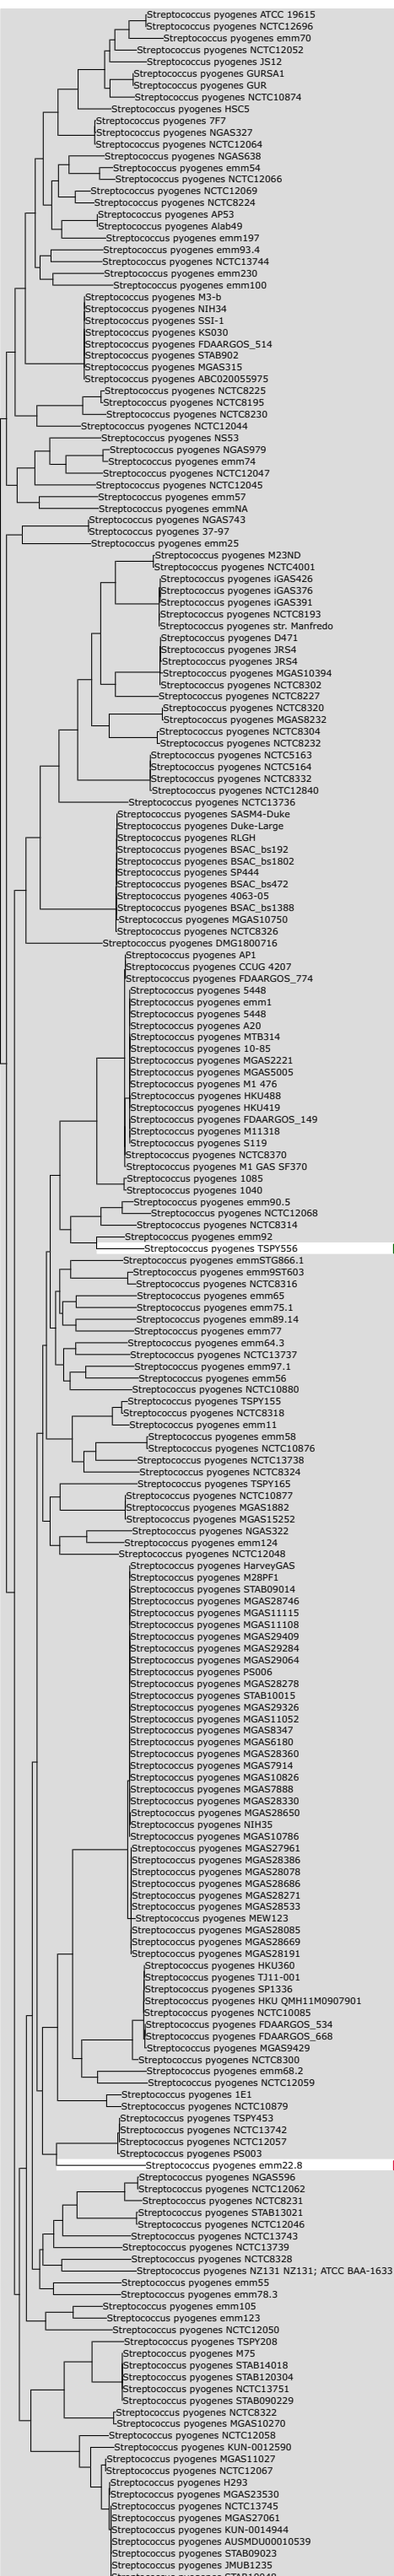 Streptococcus pyogenes ATCC 19615
Streptococcus pyogenes NCTC12696
Streptococcus pyogenes emm70
Streptococcus pyogenes NCTC12052
Streptococcus pyogenes JS12
Streptococcus pyogenes GURSA1
Streptococcus pyogenes GUR
Streptococcus pyogenes NCTC10874
Streptococcus pyogenes HSC5
Streptococcus pyogenes 7F7
Streptococcus pyogenes NGAS327
Streptococcus pyogenes NCTC12064
Streptococcus pyogenes NGAS638
Streptococcus pyogenes emm54
Streptococcus pyogenes NCTC12066
Streptococcus pyogenes NCTC12069
Streptococcus pyogenes NCTC8224
Streptococcus pyogenes AP53
Streptococcus pyogenes Alab49
Streptococcus pyogenes emm197
Streptococcus pyogenes emm93.4
Streptococcus pyogenes NCTC13744
Streptococcus pyogenes emm230
Streptococcus pyogenes emm100
Streptococcus pyogenes M3-b
Streptococcus pyogenes NIH34
Streptococcus pyogenes SSI-1
Streptococcus pyogenes KS030
Streptococcus pyogenes FDAARGOS_514
Streptococcus pyogenes STAB902
Streptococcus pyogenes MGAS315
Streptococcus pyogenes ABC020055975
Streptococcus pyogenes NCTC8225
Streptococcus pyogenes NCTC8195
Streptococcus pyogenes NCTC8230
Streptococcus pyogenes NCTC12044
Streptococcus pyogenes NS53
Streptococcus pyogenes NGAS979
Streptococcus pyogenes emm74
Streptococcus pyogenes NCTC12047
Streptococcus pyogenes NCTC12045
Streptococcus pyogenes emm57
Streptococcus pyogenes emmNA
Streptococcus pyogenes NGAS743
Streptococcus pyogenes 37-97
Streptococcus pyogenes emm25
Streptococcus pyogenes M23ND
Streptococcus pyogenes NCTC4001
Streptococcus pyogenes iGAS426
Streptococcus pyogenes iGAS376
Streptococcus pyogenes iGAS391
Streptococcus pyogenes NCTC8193
Streptococcus pyogenes str. Manfredo
Streptococcus pyogenes D471
Streptococcus pyogenes JRS4
Streptococcus pyogenes JRS4
Streptococcus pyogenes MGAS10394
Streptococcus pyogenes NCTC8302
Streptococcus pyogenes NCTC8227
Streptococcus pyogenes NCTC8320
Streptococcus pyogenes MGAS8232
Streptococcus pyogenes NCTC8304
Streptococcus pyogenes NCTC8232
Streptococcus pyogenes NCTC5163
Streptococcus pyogenes NCTC5164
Streptococcus pyogenes NCTC8332
Streptococcus pyogenes NCTC12840
Streptococcus pyogenes NCTC13736
Streptococcus pyogenes SASM4-Duke
Streptococcus pyogenes Duke-Large
Streptococcus pyogenes RLGH
Streptococcus pyogenes BSAC_bs192
Streptococcus pyogenes BSAC_bs1802
Streptococcus pyogenes SP444
Streptococcus pyogenes BSAC_bs472
Streptococcus pyogenes 4063-05
Streptococcus pyogenes BSAC_bs1388
Streptococcus pyogenes MGAS10750
Streptococcus pyogenes NCTC8326
Streptococcus pyogenes DMG1800716
Streptococcus pyogenes AP1
Streptococcus pyogenes CCUG 4207
Streptococcus pyogenes FDAARGOS_774
Streptococcus pyogenes 5448
Streptococcus pyogenes emm1
Streptococcus pyogenes 5448
Streptococcus pyogenes A20
Streptococcus pyogenes MTB314
Streptococcus pyogenes 10-85
Streptococcus pyogenes MGAS2221
Streptococcus pyogenes MGAS5005
Streptococcus pyogenes M1 476
Streptococcus pyogenes HKU488
Streptococcus pyogenes HKU419
Streptococcus pyogenes FDAARGOS_149
Streptococcus pyogenes M11318
Streptococcus pyogenes S119
Streptococcus pyogenes NCTC8370
Streptococcus pyogenes M1 GAS SF370
Streptococcus pyogenes 1085
Streptococcus pyogenes 1040
Streptococcus pyogenes emm90.5
Streptococcus pyogenes NCTC12068
Streptococcus pyogenes NCTC8314
Streptococcus pyogenes emm92
Streptococcus pyogenes TSPY556
Streptococcus pyogenes emmSTG866.1
Streptococcus pyogenes emm9ST603
Streptococcus pyogenes NCTC8316
Streptococcus pyogenes emm65
Streptococcus pyogenes emm75.1
Streptococcus pyogenes emm89.14
Streptococcus pyogenes emm77
Streptococcus pyogenes emm64.3
Streptococcus pyogenes NCTC13737
Streptococcus pyogenes emm97.1
Streptococcus pyogenes emm56
Streptococcus pyogenes NCTC10880
Streptococcus pyogenes TSPY155
Streptococcus pyogenes NCTC8318
Streptococcus pyogenes emm11
Streptococcus pyogenes emm58
Streptococcus pyogenes NCTC10876
Streptococcus pyogenes NCTC13738
Streptococcus pyogenes NCTC8324
Streptococcus pyogenes TSPY165
Streptococcus pyogenes NCTC10877
Streptococcus pyogenes MGAS1882
Streptococcus pyogenes MGAS15252
Streptococcus pyogenes NGAS322
Streptococcus pyogenes emm124
Streptococcus pyogenes NCTC12048
Streptococcus pyogenes HarveyGAS
Streptococcus pyogenes M28PF1
Streptococcus pyogenes STAB09014
Streptococcus pyogenes MGAS28746
Streptococcus pyogenes MGAS11115
Streptococcus pyogenes MGAS11108
Streptococcus pyogenes MGAS29409
Streptococcus pyogenes MGAS29284
Streptococcus pyogenes MGAS29064
Streptococcus pyogenes PS006
Streptococcus pyogenes MGAS28278
Streptococcus pyogenes STAB10015
Streptococcus pyogenes MGAS29326
Streptococcus pyogenes MGAS11052
Streptococcus pyogenes MGAS8347
Streptococcus pyogenes MGAS6180
Streptococcus pyogenes MGAS28360
Streptococcus pyogenes MGAS7914
Streptococcus pyogenes MGAS10826
Streptococcus pyogenes MGAS7888
Streptococcus pyogenes MGAS28330
Streptococcus pyogenes MGAS28650
Streptococcus pyogenes NIH35
Streptococcus pyogenes MGAS10786
Streptococcus pyogenes MGAS27961
Streptococcus pyogenes MGAS28386
Streptococcus pyogenes MGAS28078
Streptococcus pyogenes MGAS28686
Streptococcus pyogenes MGAS28271
Streptococcus pyogenes MGAS28533
Streptococcus pyogenes MEW123
Streptococcus pyogenes MGAS28085
Streptococcus pyogenes MGAS28669
Streptococcus pyogenes MGAS28191
Streptococcus pyogenes HKU360
Streptococcus pyogenes TJ11-001
Streptococcus pyogenes SP1336
Streptococcus pyogenes HKU QMH11M0907901
Streptococcus pyogenes NCTC10085
Streptococcus pyogenes FDAARGOS_534
Streptococcus pyogenes FDAARGOS_668
Streptococcus pyogenes MGAS9429
Streptococcus pyogenes NCTC8300
Streptococcus pyogenes emm68.2
Streptococcus pyogenes NCTC12059
Streptococcus pyogenes 1E1
Streptococcus pyogenes NCTC10879
Streptococcus pyogenes TSPY453
Streptococcus pyogenes NCTC13742
Streptococcus pyogenes NCTC12057
Streptococcus pyogenes PS003
Streptococcus pyogenes emm22.8
Streptococcus pyogenes NGAS596
Streptococcus pyogenes NCTC12062
Streptococcus pyogenes NCTC8231
Streptococcus pyogenes STAB13021
Streptococcus pyogenes NCTC12046
Streptococcus pyogenes NCTC13743
Streptococcus pyogenes NCTC13739
Streptococcus pyogenes NCTC8328
Streptococcus pyogenes NZ131 NZ131; ATCC BAA-1633
Streptococcus pyogenes emm55
Streptococcus pyogenes emm78.3
Streptococcus pyogenes emm105
Streptococcus pyogenes emm123
Streptococcus pyogenes NCTC12050
Streptococcus pyogenes TSPY208
Streptococcus pyogenes M75
Streptococcus pyogenes STAB14018
Streptococcus pyogenes STAB120304
Streptococcus pyogenes NCTC13751
Streptococcus pyogenes STAB090229
Streptococcus pyogenes NCTC8322
Streptococcus pyogenes MGAS10270
Streptococcus pyogenes NCTC12058
Streptococcus pyogenes KUN-0012590
Streptococcus pyogenes MGAS11027
Streptococcus pyogenes NCTC12067
Streptococcus pyogenes H293
Streptococcus pyogenes MGAS23530
Streptococcus pyogenes NCTC13745
Streptococcus pyogenes MGAS27061
Streptococcus pyogenes KUN-0014944
Streptococcus pyogenes AUSMDU00010539
Streptococcus pyogenes STAB09023
Streptococcus pyogenes JMUB1235
Streptococcus pyogenes